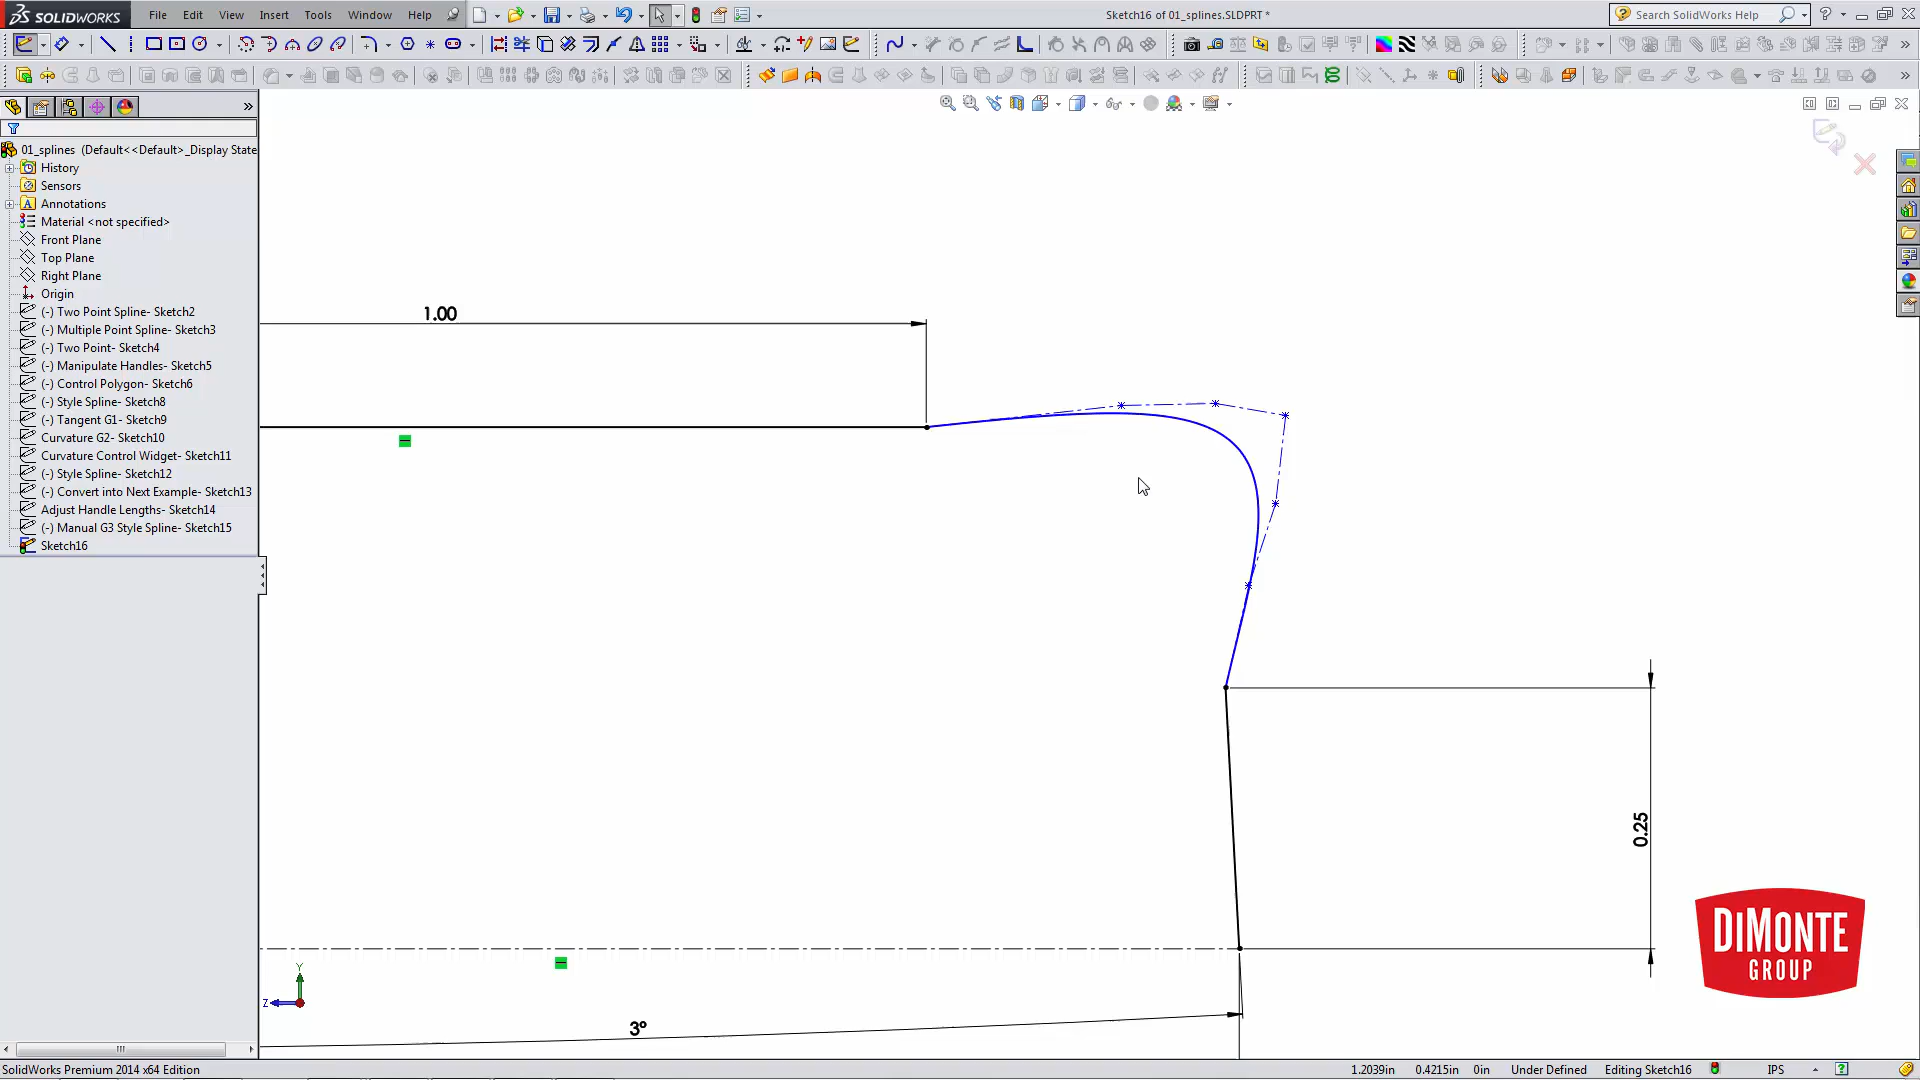 SOLIDWORKS
File Edit View Insert Tools Window Help
Sketch16 of 01_splines.SLDPRT *
Search SolidWorks Help
01_splines (Default<<Default>_Display State
History
Sensors
Annotations
Material <not specified>
Front Plane
Top Plane
Right Plane
Origin
(-) Two Point Spline- Sketch2
(-) Multiple Point Spline- Sketch3
(-) Two Point- Sketch4
(-) Manipulate Handles- Sketch5
(-) Control Polygon- Sketch6
(-) Style Spline- Sketch8
(-) Tangent G1- Sketch9
Curvature G2- Sketch10
Curvature Control Widget- Sketch11
(-) Style Spline- Sketch12
(-) Convert into Next Example- Sketch13
Adjust Handle Lengths- Sketch14
(-) Manual G3 Style Spline- Sketch15
Sketch16
1.00
0.25
3°
Y
Z
DIMONTE
GROUP
SolidWorks Premium 2014 x64 Edition
1.2039in 0.4215in 0in Under Defined Editing Sketch16 IPS